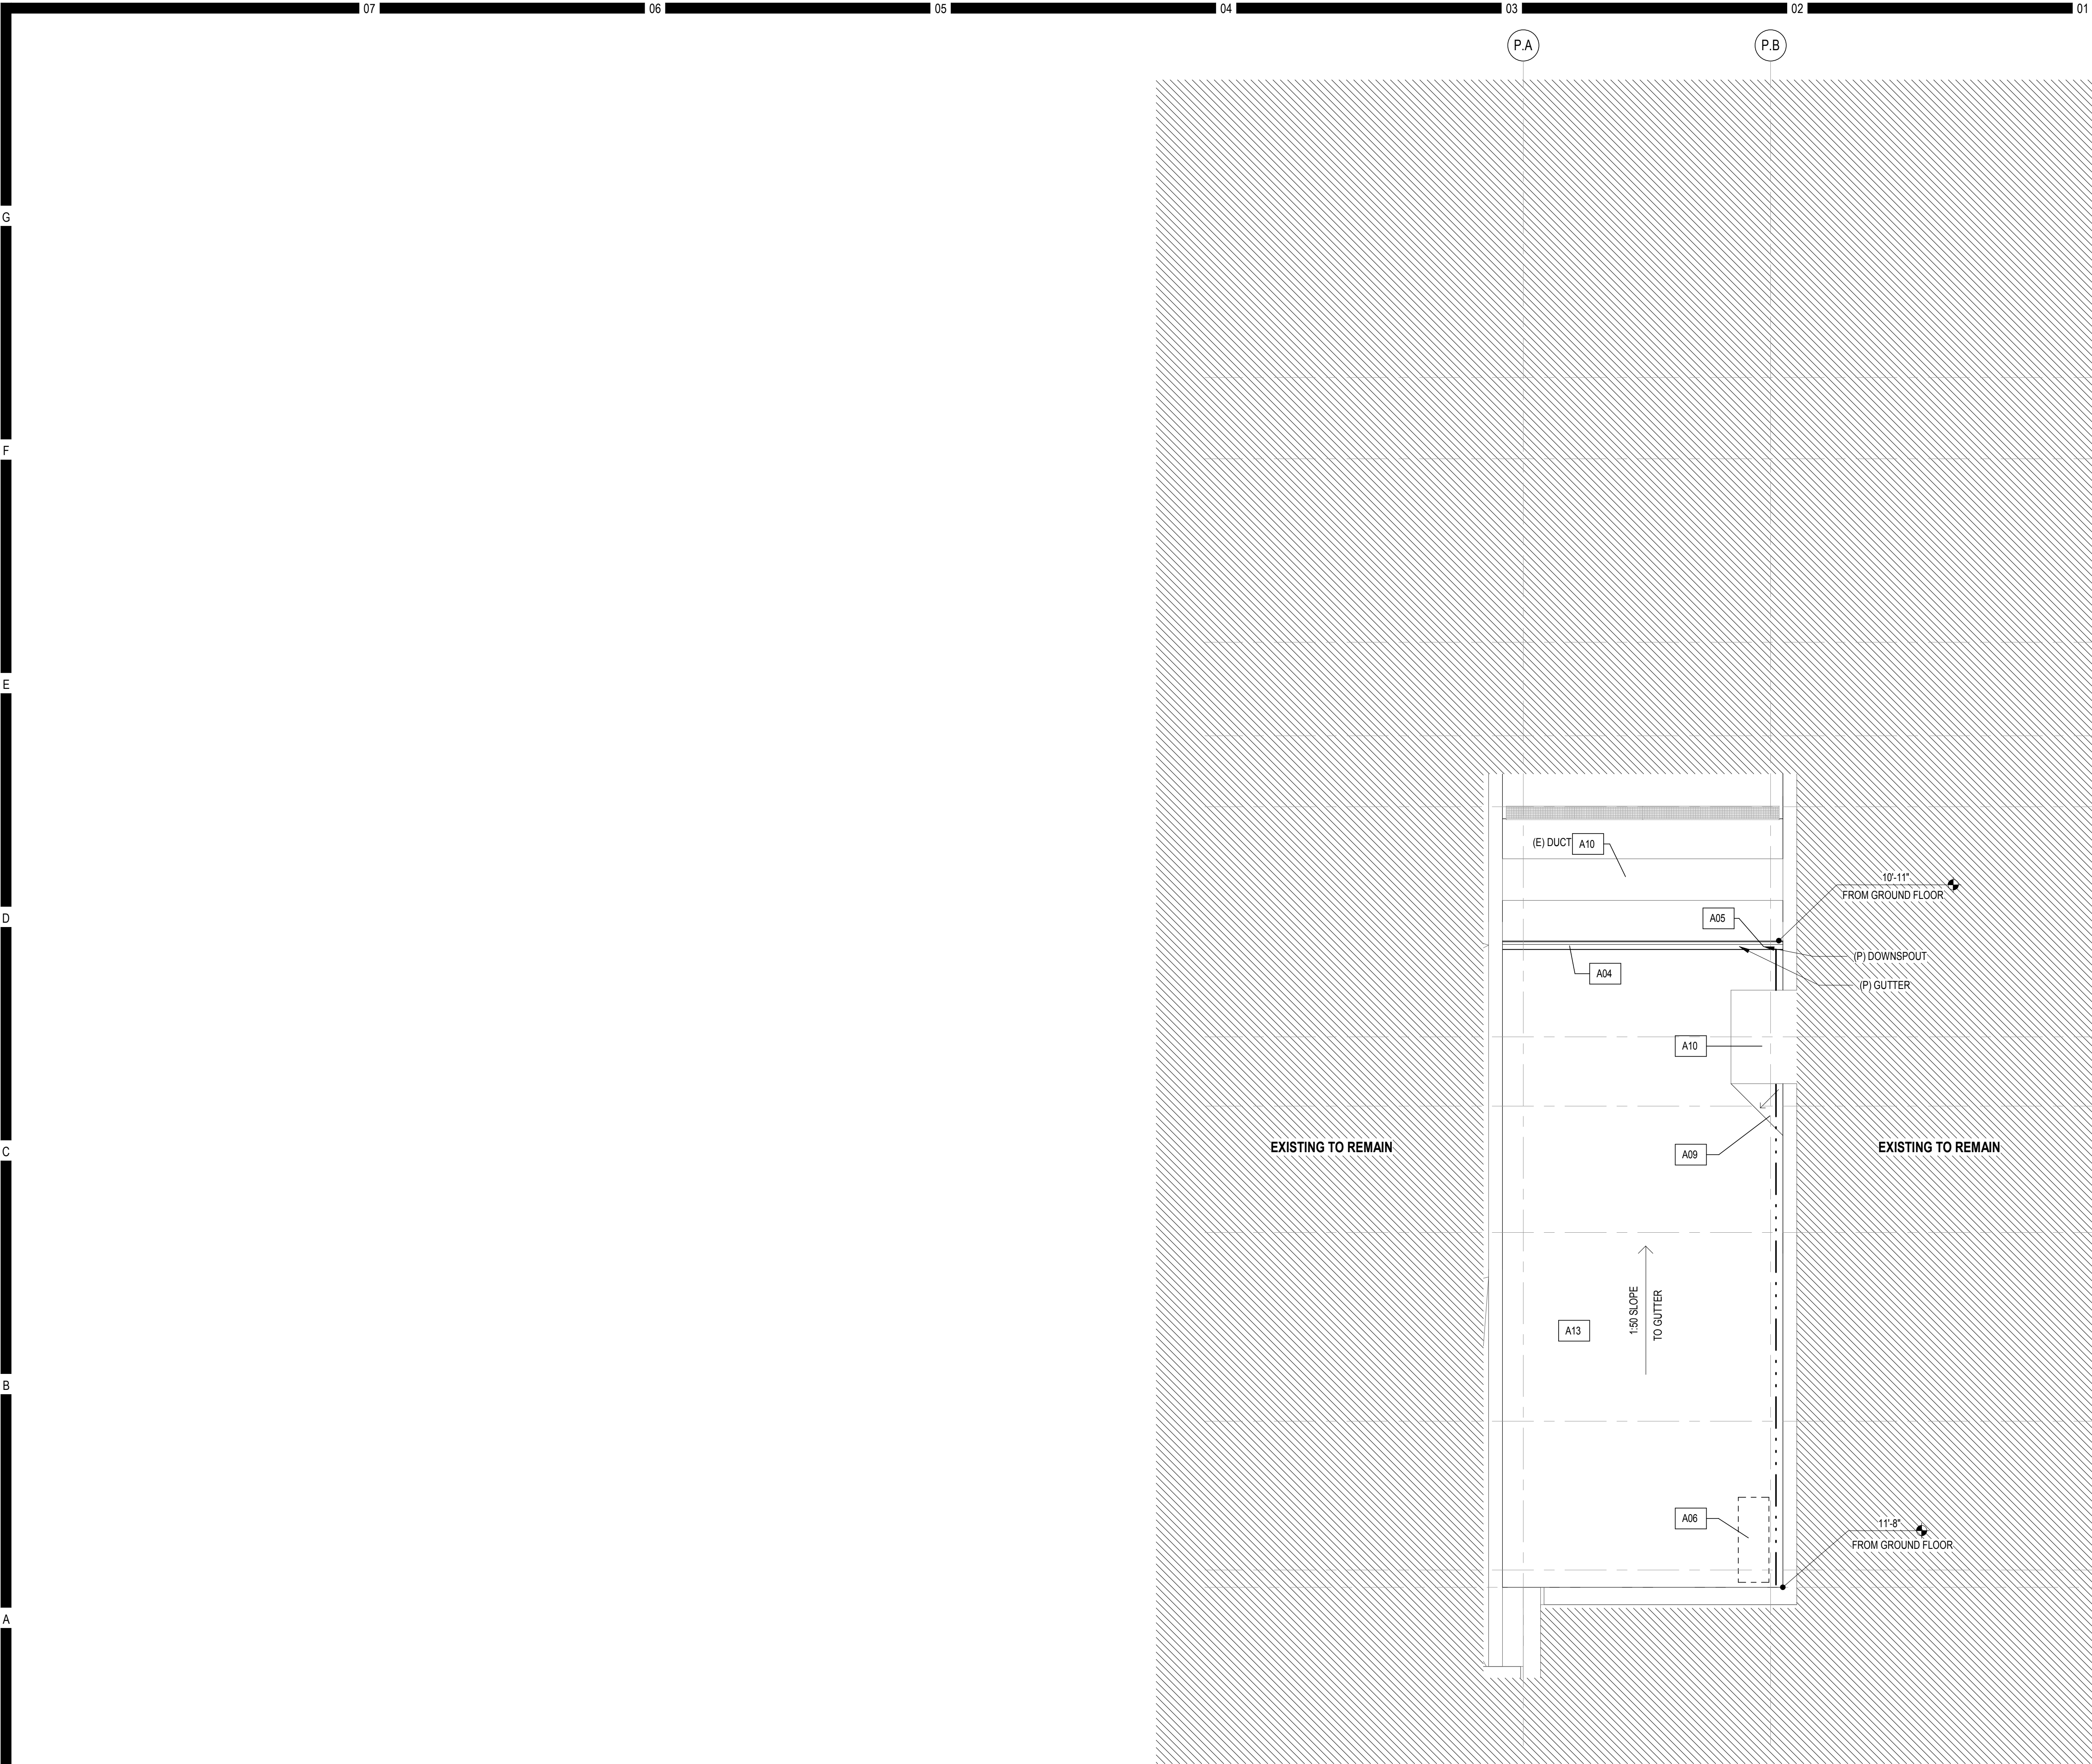 07
06
05
04
03
02
01
P.A
P.B
G
F
E
D
C
B
A
(E) DUCT
A10
10'-11"
FROM GROUND FLOOR
A05
(P) DOWNSPOUT
A04
(P) GUTTER
A10
EXISTING TO REMAIN
A09
EXISTING TO REMAIN
1:50 SLOPE
TO GUTTER
A13
A06
11'-8"
FROM GROUND FLOOR